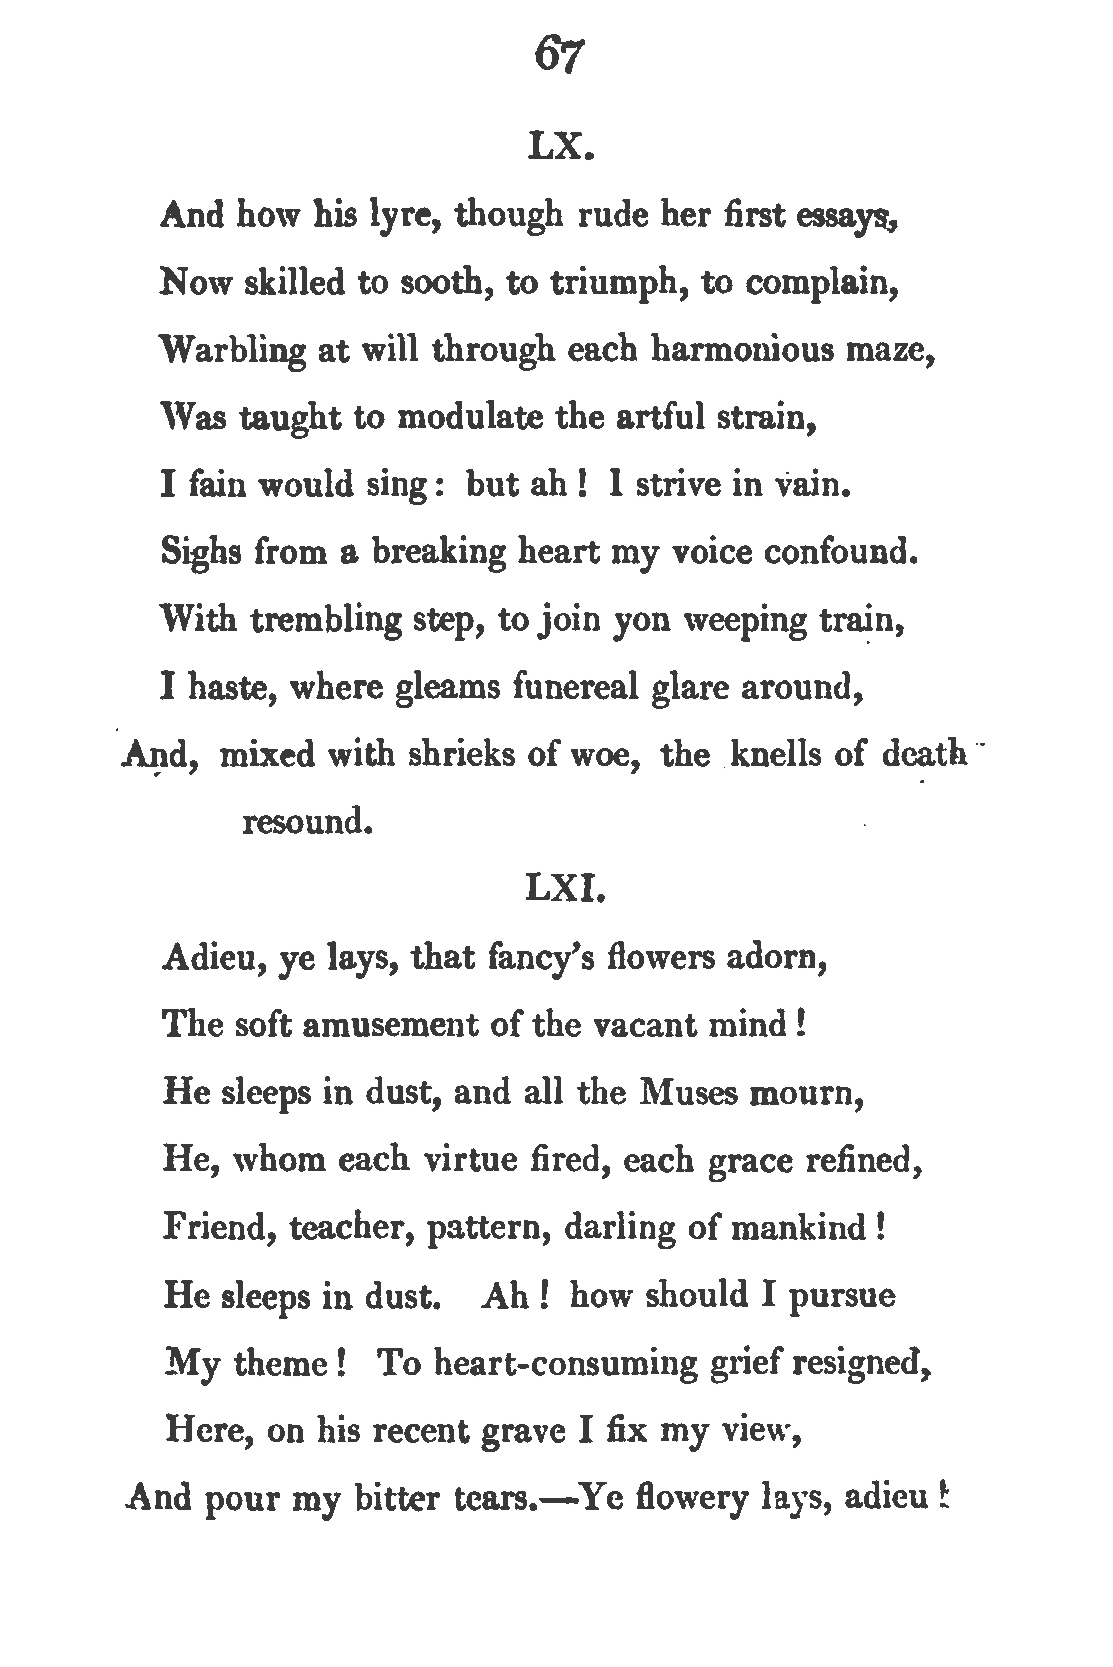 67
LX.
And how his lyre, though rude her first essays,
Now skilled to sooth, to triumph, to complain,
Warbling at will through each harmonious maze,
Was taught to modulate the artful strain,
I fain would sing: but ah! I strive in vain.
Sighs from a breaking heart my voice confound.
With trembling step, to join yon weeping train,
I haste, where gleams funereal glare around,
And, mixed with shrieks of woe, the knells of death
resound.
LXI.
Adieu, ye lays, that fancy's flowers adorn,
The soft amusement of the vacant mind!
He sleeps in dust, and all the Muses mourn,
He, whom each virtue fired, each grace refined,
Friend, teacher, pattern, darling of mankind!
He sleeps in dust. Ah! how should I pursue
My theme! To heart-consuming grief resigned,
Here, on his recent grave I fix my view,
And pour my bitter tears.—Ye flowery lays, adieu!